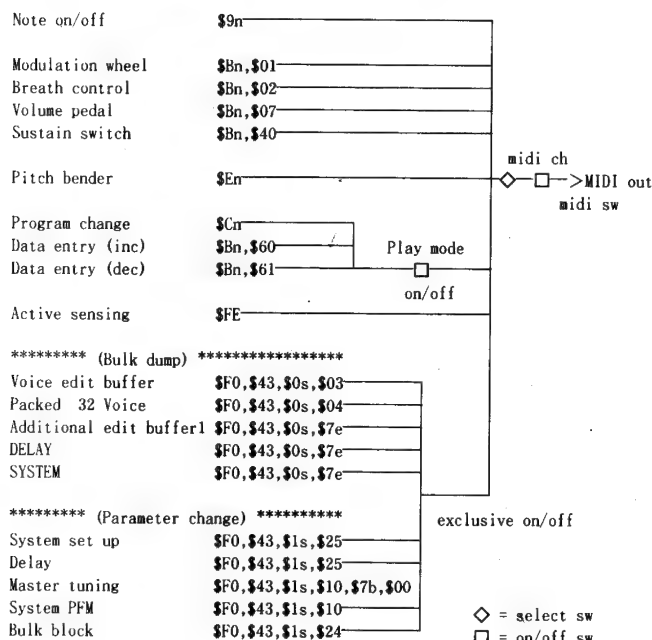 Note on/off $9n
Modulation wheel $Bn,$01
Breath control $Bn,$02
Volume pedal $Bn,$07
Sustain switch $Bn,$40
midi ch
Pitch bender $En >MIDI out
midi sw
Program change $Cn
Data entry (inc) $Bn,$60 Play mode
Data entry (dec) $Bn,$61
on/off
Active sensing $FE
********* (Bulk dump) *****************
Voice edit buffer $F0,$43,$0s,$03
Packed 32 Voice $F0,$43,$0s,$04
Additional edit buffer1 $F0,$43,$0s,$7e
DELAY $F0,$43,$0s,$7e
SYSTEM $F0,$43,$0s,$7e
********* (Parameter change) ********** exclusive on/off
System set up $F0,$43,$1s,$25
Delay $F0,$43,$1s,$25
Master tuning $F0,$43,$1s,$10,$7b,$00
System PFM $F0,$43,$1s,$10
◇ = select sw
Bulk block $F0,$43,$1s,$24
□ = on/off sw